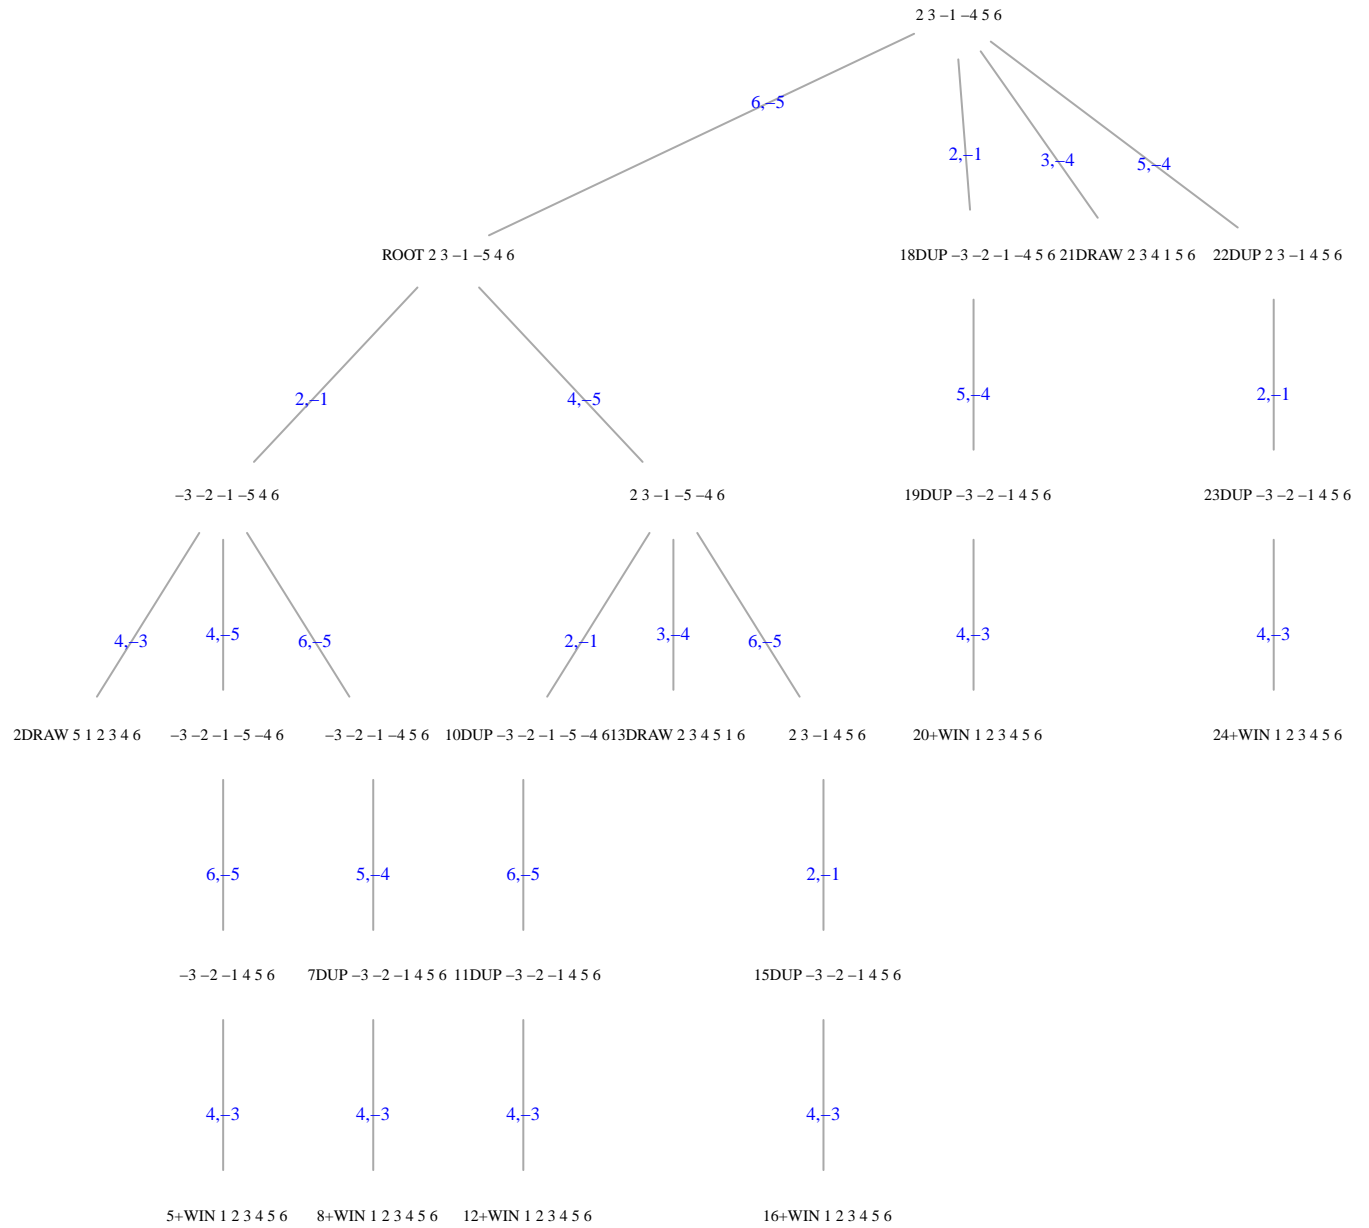 2 3 −1 −4 5 6
6,−5
2,−1
3,−4
5,−4
ROOT 2 3 −1 −5 4 6
18DUP −3 −2 −1 −4 5 6
21DRAW 2 3 4 1 5 6
22DUP 2 3 −1 4 5 6
2,−1
4,−5
5,−4
2,−1
−3 −2 −1 −5 4 6
2 3 −1 −5 −4 6
19DUP −3 −2 −1 4 5 6
23DUP −3 −2 −1 4 5 6
4,−3
4,−5
6,−5
2,−1
3,−4
6,−5
4,−3
4,−3
2DRAW 5 1 2 3 4 6
−3 −2 −1 −5 −4 6
−3 −2 −1 −4 5 6
10DUP −3 −2 −1 −5 −4 6
13DRAW 2 3 4 5 1 6
2 3 −1 4 5 6
20+WIN 1 2 3 4 5 6
24+WIN 1 2 3 4 5 6
6,−5
5,−4
6,−5
2,−1
−3 −2 −1 4 5 6
7DUP −3 −2 −1 4 5 6
11DUP −3 −2 −1 4 5 6
15DUP −3 −2 −1 4 5 6
4,−3
4,−3
4,−3
4,−3
5+WIN 1 2 3 4 5 6
8+WIN 1 2 3 4 5 6
12+WIN 1 2 3 4 5 6
16+WIN 1 2 3 4 5 6